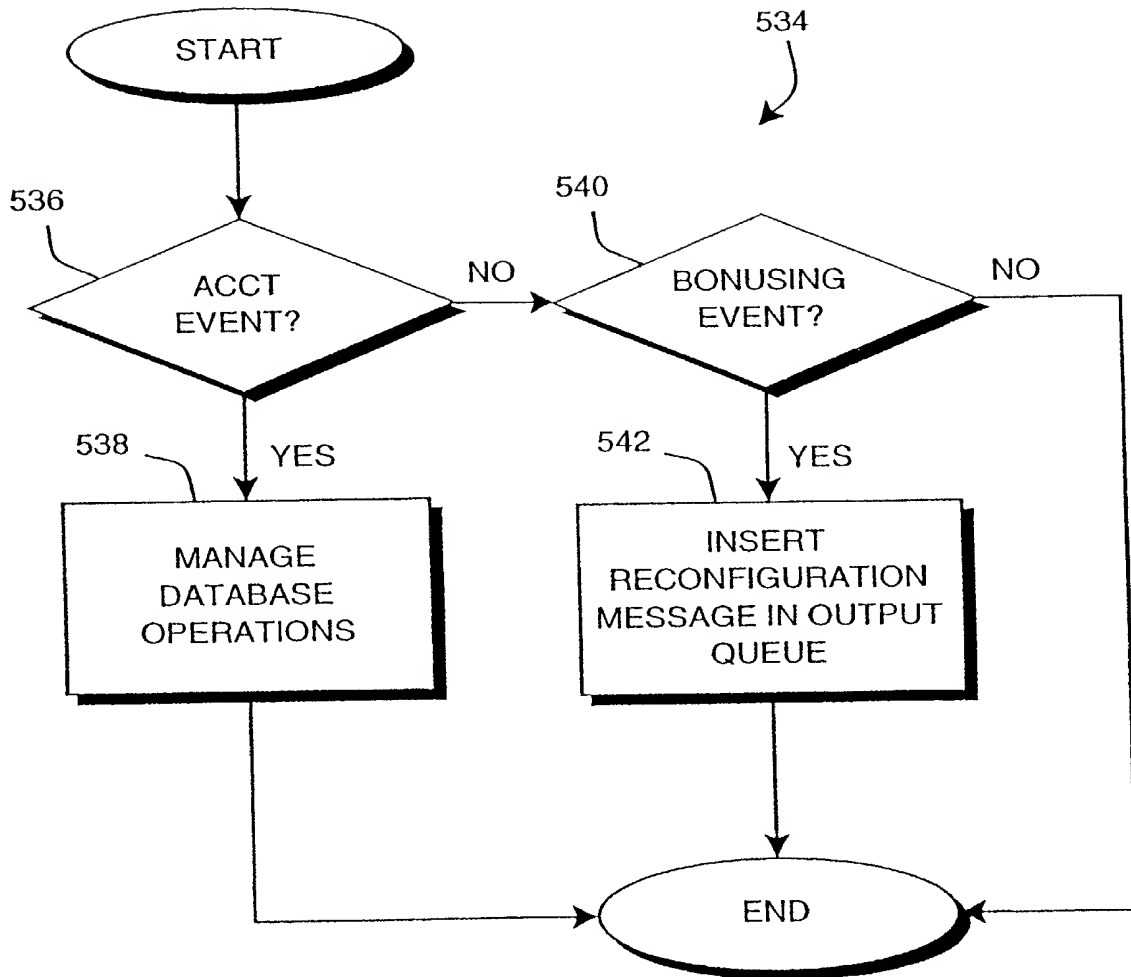 START
534
536
540
ACCT
EVENT?
NO
BONUSING
EVENT?
NO
538
YES
542
YES
MANAGE
DATABASE
OPERATIONS
INSERT
RECONFIGURATION
MESSAGE IN OUTPUT
QUEUE
END